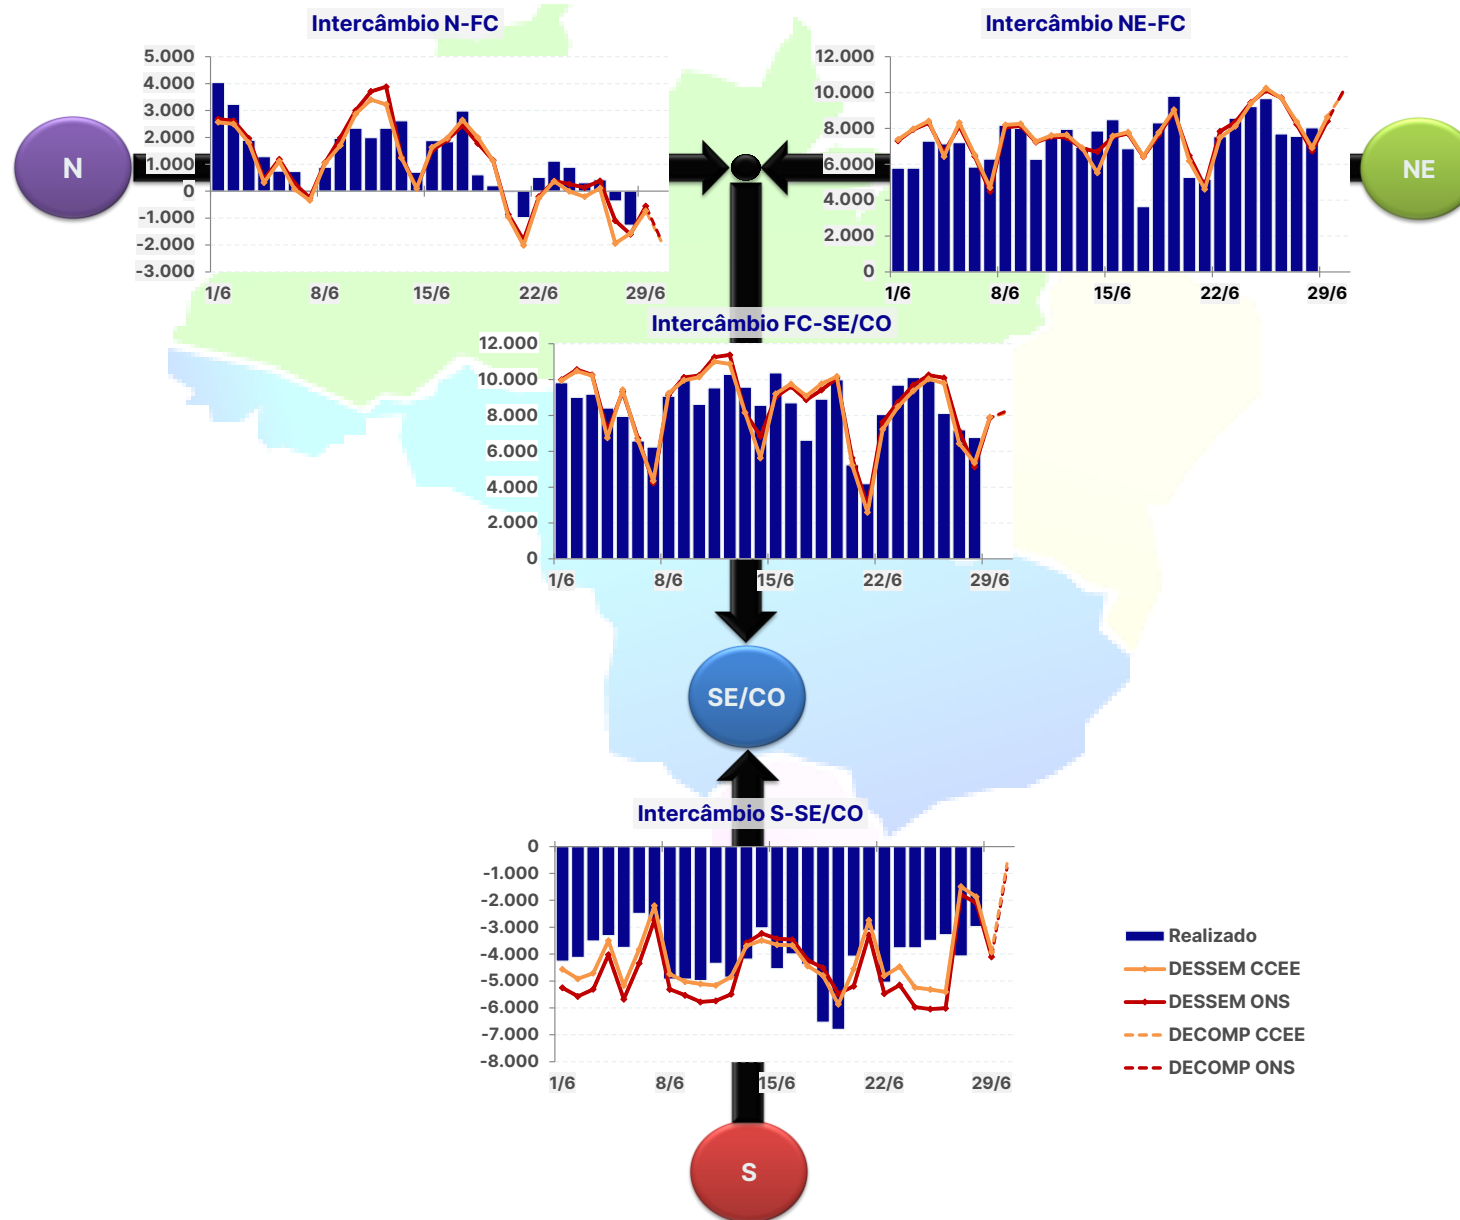 Intercâmbio N-FC
5.000
4.000
3.000
2.000
1.000
0
-1.000
-2.000
-3.000
1/6 8/6 15/6 22/6 29/6
N
Intercâmbio NE-FC
12.000
10.000
8.000
6.000
4.000
2.000
0
1/6 8/6 15/6 22/6 29/6
NE
Intercâmbio FC-SE/CO
12.000
10.000
8.000
6.000
4.000
2.000
0
1/6 8/6 15/6 22/6 29/6
SE/CO
Intercâmbio S-SE/CO
0
-1.000
-2.000
-3.000
-4.000
-5.000
-6.000
-7.000
-8.000
1/6 8/6 15/6 22/6 29/6
Realizado
DESSEM CCEE
DESSEM ONS
DECOMP CCEE
DECOMP ONS
S